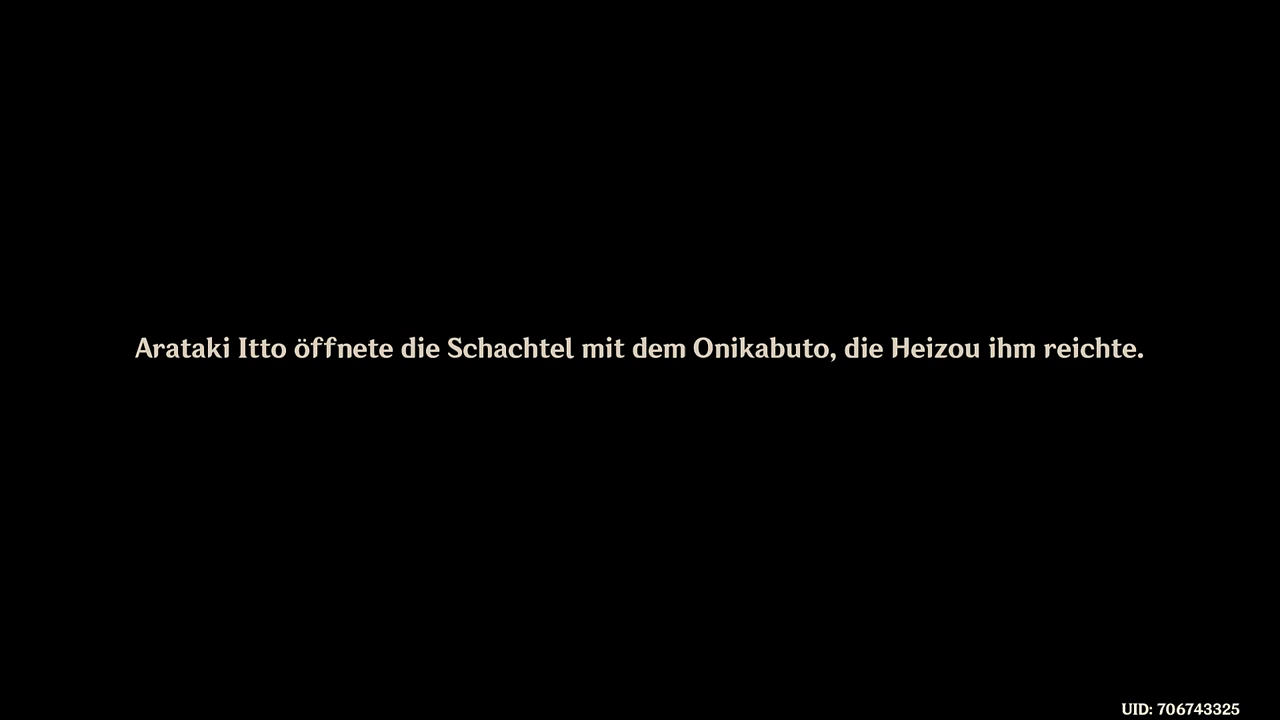 Arataki Itto öffnete die Schachtel mit dem Onikabuto, die Heizou ihm reichte.
UID: 706743325